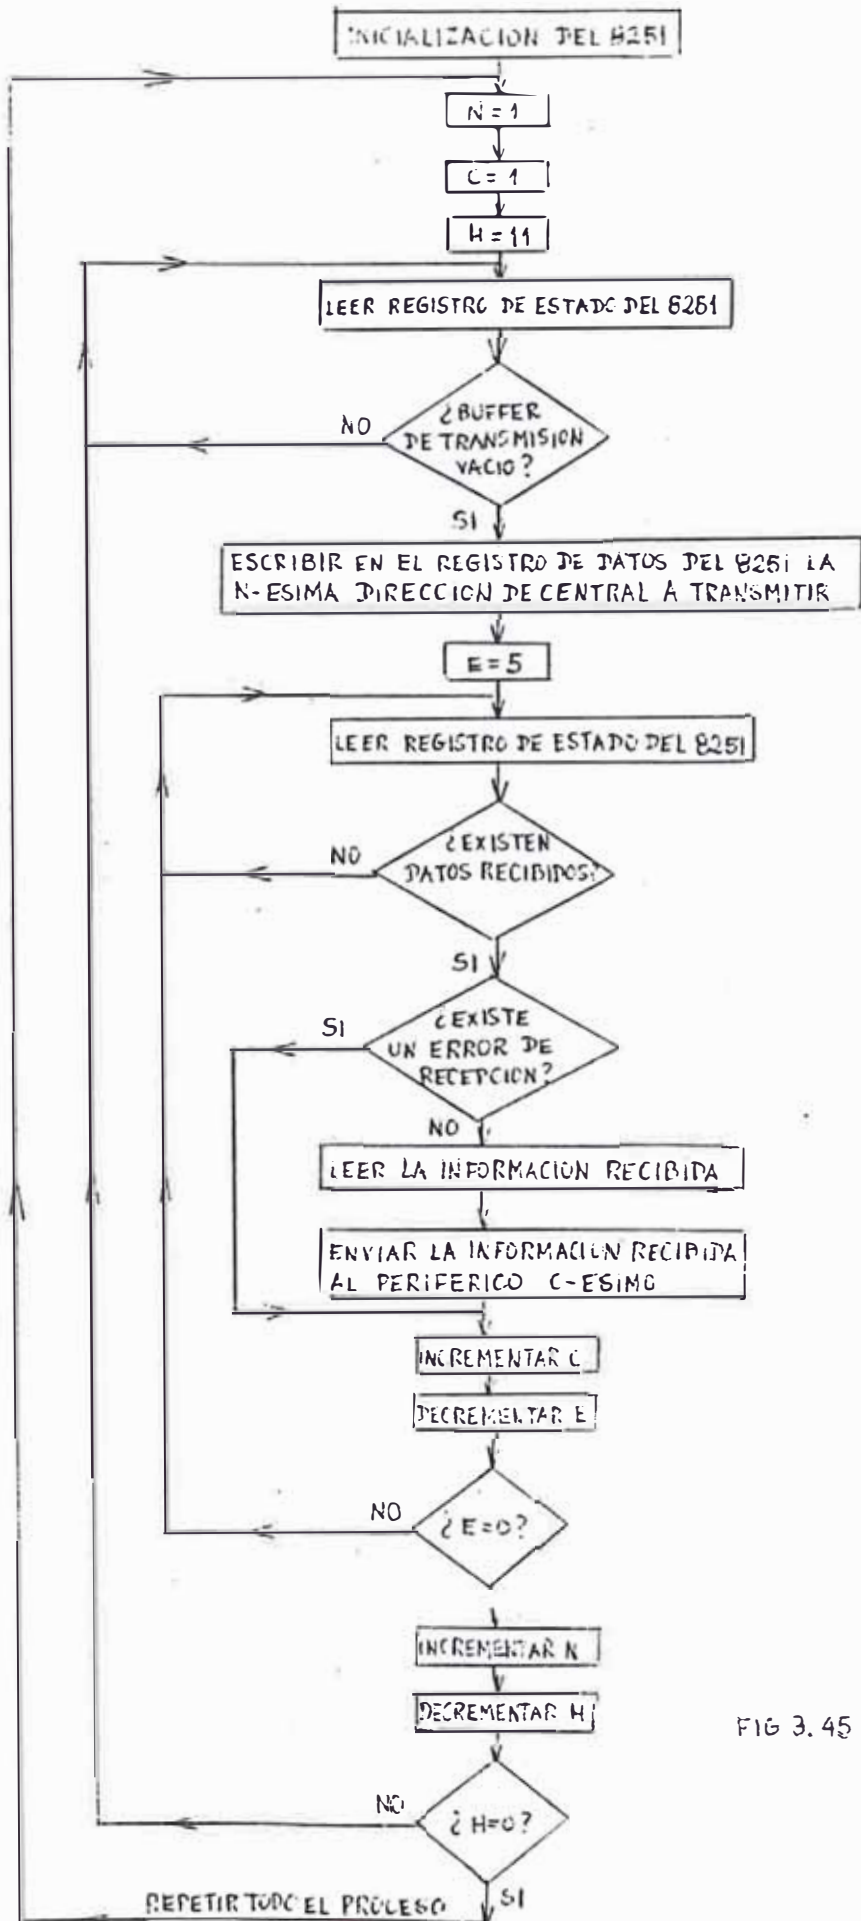 INICIALIZACION DEL 8251
N = 1
C = 1
H = 11
LEER REGISTRO DE ESTADO DEL 8251
¿BUFFER
DE TRANSMISION
VACIO?
NO
SI
ESCRIBIR EN EL REGISTRO DE DATOS DEL 8251 LA
N-ESIMA DIRECCION DE CENTRAL A TRANSMITIR
E = 5
LEER REGISTRO DE ESTADO DEL 8251
¿EXISTEN
DATOS RECIBIDOS?
NO
SI
¿EXISTE
UN ERROR DE
RECEPCION?
SI
NO
LEER LA INFORMACION RECIBIDA
ENVIAR LA INFORMACION RECIBIDA
AL PERIFERICO C-ESIMO
INCREMENTAR C
DECREMENTAR E
¿E=0?
NO
INCREMENTAR N
DECREMENTAR H
FIG 3.45
¿H=0?
NO
SI
REPETIR TODO EL PROCESO